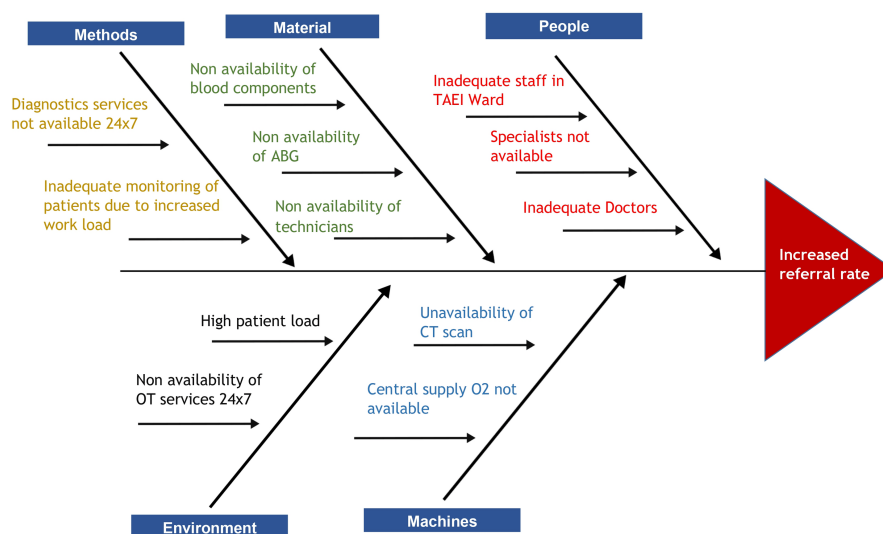 Methods
Material
People
Non availability of
blood components
Inadequate staff in
TAEI Ward
Diagnostics services
not available 24x7
Non availability
of ABG
Specialists not
available
Inadequate monitoring of
patients due to increased
work load
Non availability of
technicians
Inadequate Doctors
Increased
referral rate
High patient load
Unavailability of
CT scan
Non availability of
OT services 24x7
Central supply O2 not
available
Environment
Machines